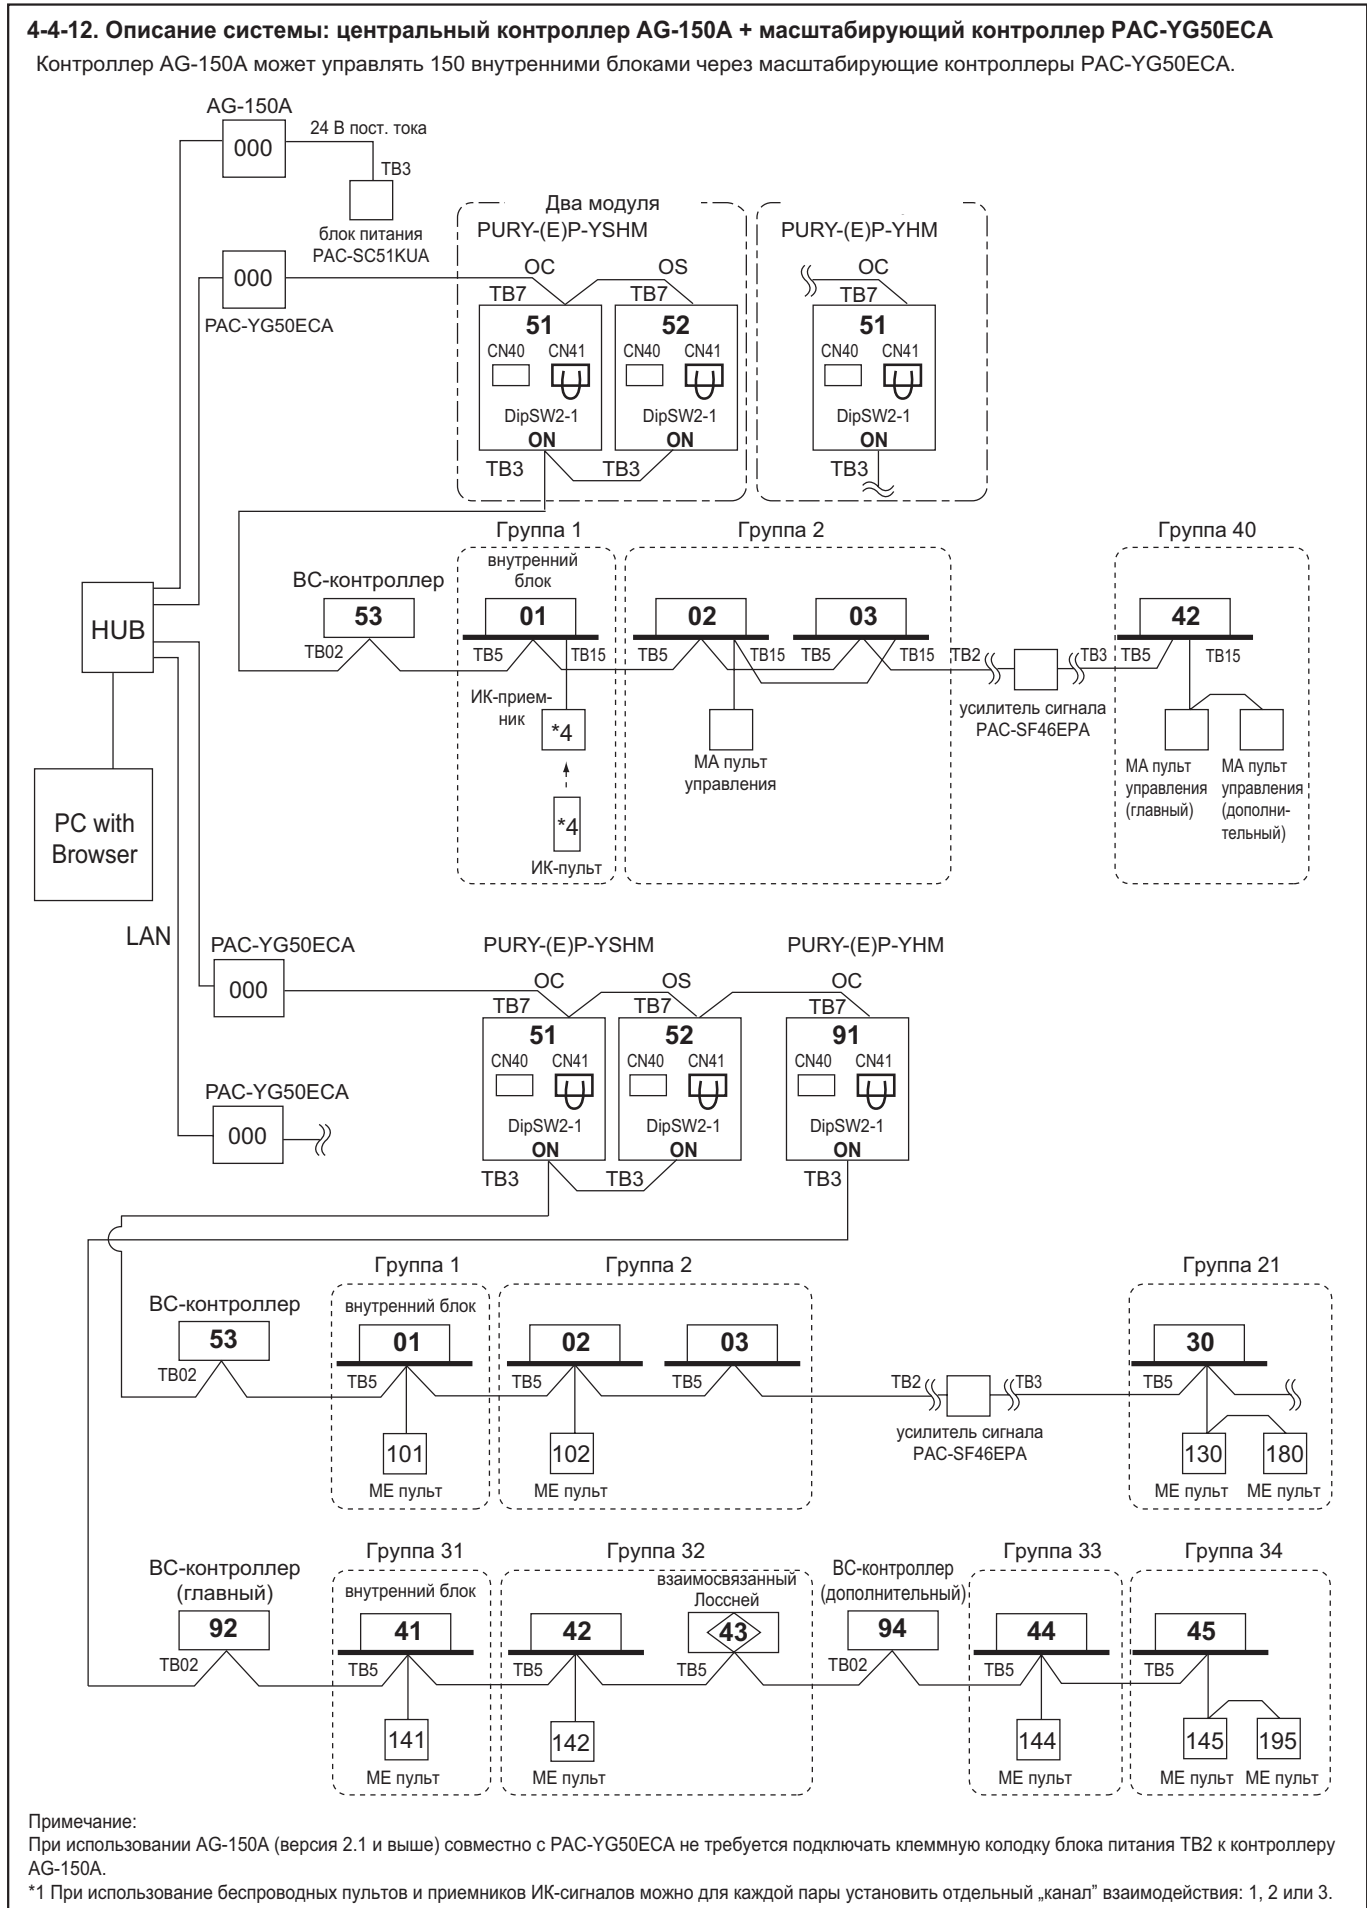 4-4-12. Описание системы: центральный контроллер AG-150A + масштабирующий контроллер PAC-YG50ECA
Контроллер AG-150A может управлять 150 внутренними блоками через масштабирующие контроллеры PAC-YG50ECA.
AG-150A
000
24 В пост. тока
TB3
блок питания
PAC-SC51KUA
000
PAC-YG50ECA
Два модуля
PURY-(E)P-YSHM
PURY-(E)P-YHM
OC
OS
OC
TB7
TB7
TB7
51
52
51
CN40
CN41
CN40
CN41
CN40
CN41
DipSW2-1
DipSW2-1
DipSW2-1
ON
ON
ON
TB3
TB3
TB3
Группа 1
Группа 2
Группа 40
внутренний
блок
BC-контроллер
53
01
02
03
42
TB02
TB5
TB15
TB5
TB15
TB5
TB15
TB2
TB3
TB5
TB15
усилитель сигнала
PAC-SF46EPA
ИК-прием-
ник
*4
*4
ИК-пульт
MA пульт
управления
MA пульт
управления
(главный)
MA пульт
управления
(дополни-
тельный)
HUB
PC with
Browser
LAN
PAC-YG50ECA
000
PAC-YG50ECA
000
PURY-(E)P-YSHM
PURY-(E)P-YHM
OC
OS
OC
TB7
TB7
TB7
51
52
91
CN40
CN41
CN40
CN41
CN40
CN41
DipSW2-1
DipSW2-1
DipSW2-1
ON
ON
ON
TB3
TB3
TB3
Группа 1
Группа 2
Группа 21
BC-контроллер
внутренний блок
53
01
02
03
30
TB02
TB5
TB5
TB5
TB2
TB3
TB5
усилитель сигнала
PAC-SF46EPA
101
102
130
180
ME пульт
ME пульт
ME пульт
ME пульт
Группа 31
Группа 32
Группа 33
Группа 34
BC-контроллер
(главный)
внутренний блок
взаимосвязанный
Лоссней
BC-контроллер
(дополнительный)
92
41
42
43
94
44
45
TB02
TB5
TB5
TB5
TB02
TB5
TB5
141
142
144
145
195
ME пульт
ME пульт
ME пульт
ME пульт
ME пульт
Примечание:
При использовании AG-150A (версия 2.1 и выше) совместно с PAC-YG50ECA не требуется подключать клеммную колодку блока питания TB2 к контроллеру
AG-150A.
*1 При использование беспроводных пультов и приемников ИК-сигналов можно для каждой пары установить отдельный „канал” взаимодействия: 1, 2 или 3.